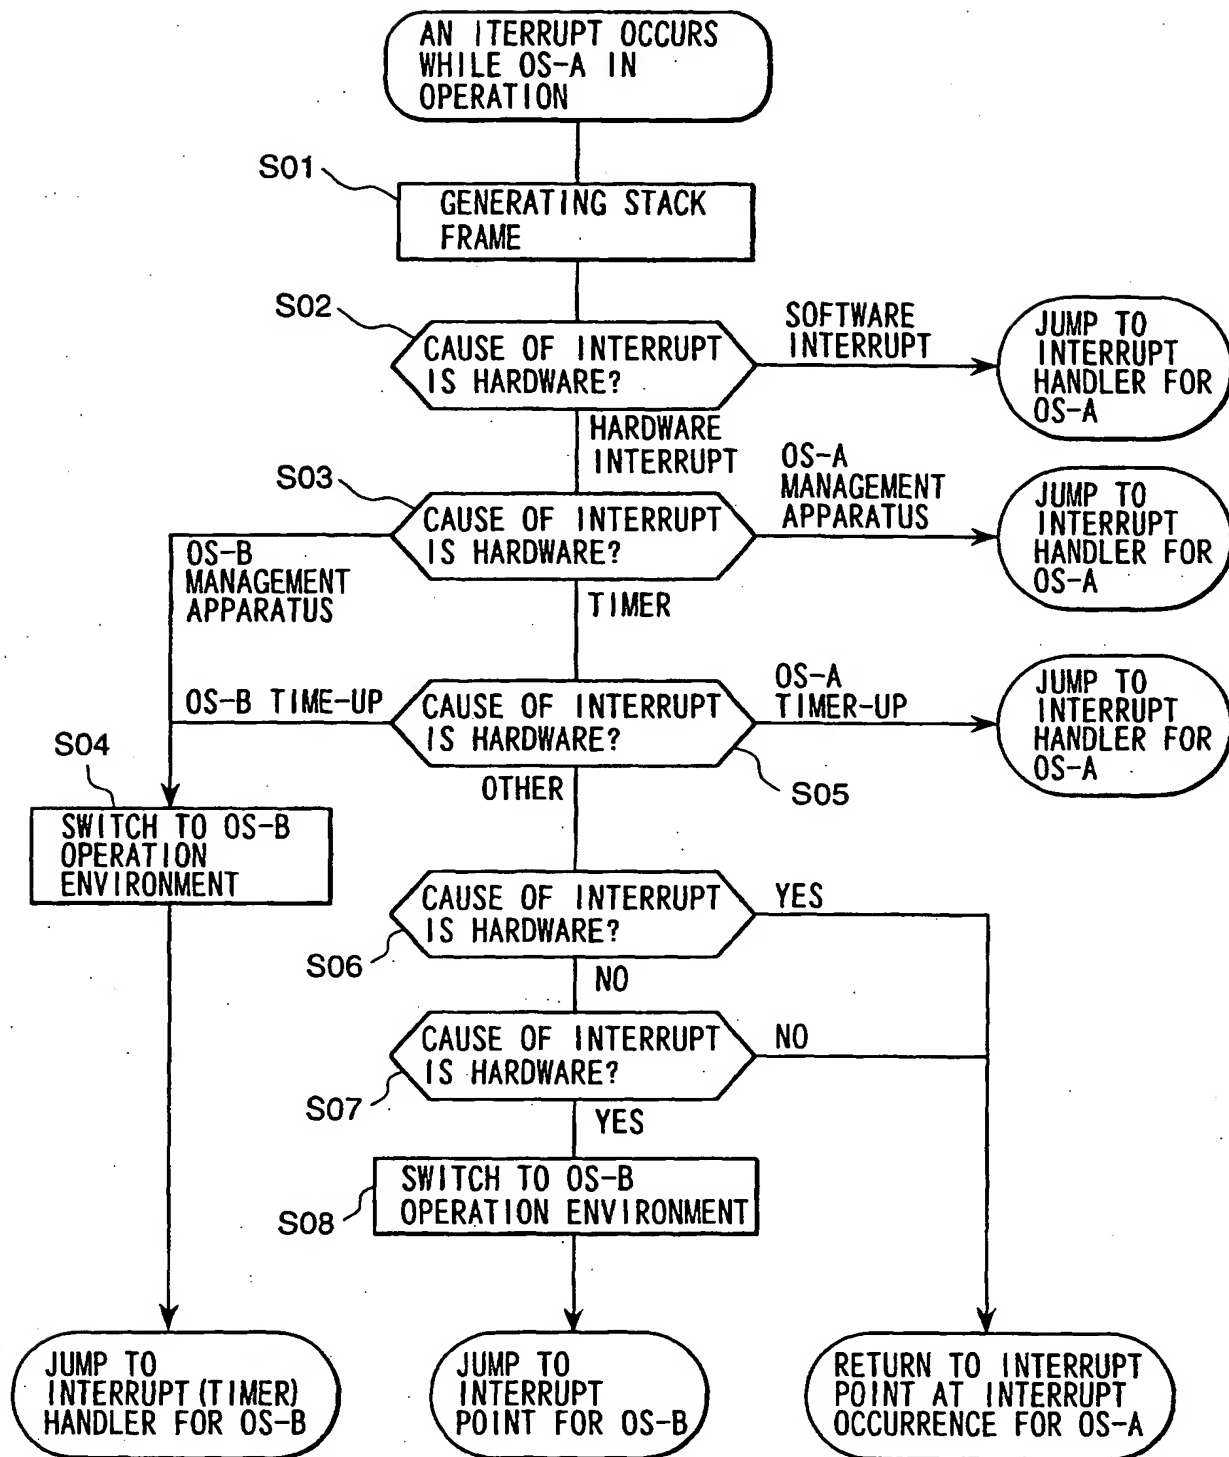 AN ITERRUPT OCCURS
WHILE OS-A IN
OPERATION
S01
GENERATING STACK
FRAME
S02
CAUSE OF INTERRUPT
IS HARDWARE?
SOFTWARE
INTERRUPT
JUMP TO
INTERRUPT
HANDLER FOR
OS-A
HARDWARE
INTERRUPT
S03
CAUSE OF INTERRUPT
IS HARDWARE?
OS-A
MANAGEMENT
APPARATUS
JUMP TO
INTERRUPT
HANDLER FOR
OS-A
OS-B
MANAGEMENT
APPARATUS
TIMER
OS-B TIME-UP
CAUSE OF INTERRUPT
IS HARDWARE?
OS-A
TIMER-UP
JUMP TO
INTERRUPT
HANDLER FOR
OS-A
S04
OTHER
S05
SWITCH TO OS-B
OPERATION
ENVIRONMENT
CAUSE OF INTERRUPT
IS HARDWARE?
YES
S06
NO
CAUSE OF INTERRUPT
IS HARDWARE?
NO
S07
YES
SWITCH TO OS-B
OPERATION ENVIRONMENT
S08
JUMP TO
INTERRUPT(TIMER)
HANDLER FOR OS-B
JUMP TO
INTERRUPT
POINT FOR OS-B
RETURN TO INTERRUPT
POINT AT INTERRUPT
OCCURRENCE FOR OS-A